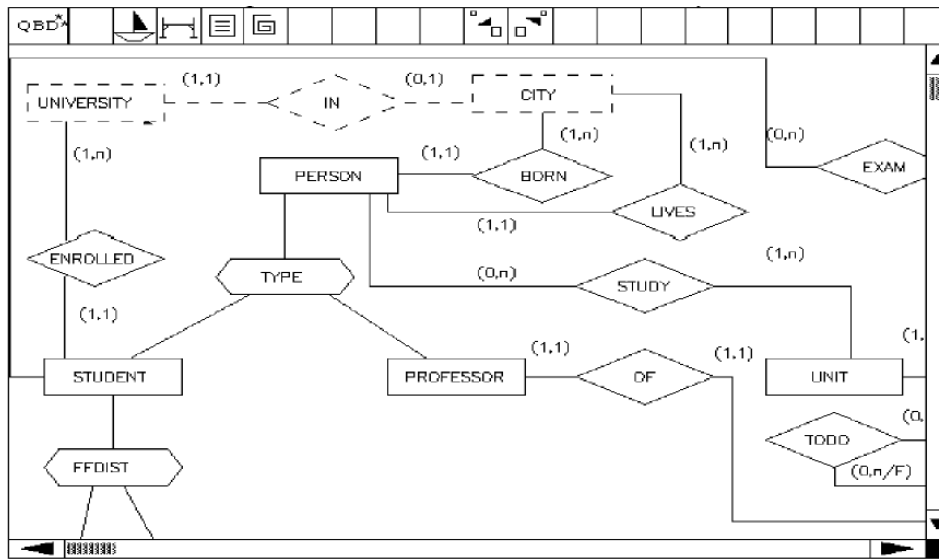 QBD**
(1,1)
(0,1)
UNIVERSITY
IN
CITY
(1,n)
(1,1)
(1,n)
(1,n)
(0,n)
PERSON
BORN
EXAM
(1,1)
LIVES
ENROLLED
TYPE
(0,n)
STUDY
(1,n)
(1,1)
(1,1)
(1,1)
(1,
STUDENT
PROFESSOR
OF
UNIT
(0,
TODO
FFDIST
(0,n/F)